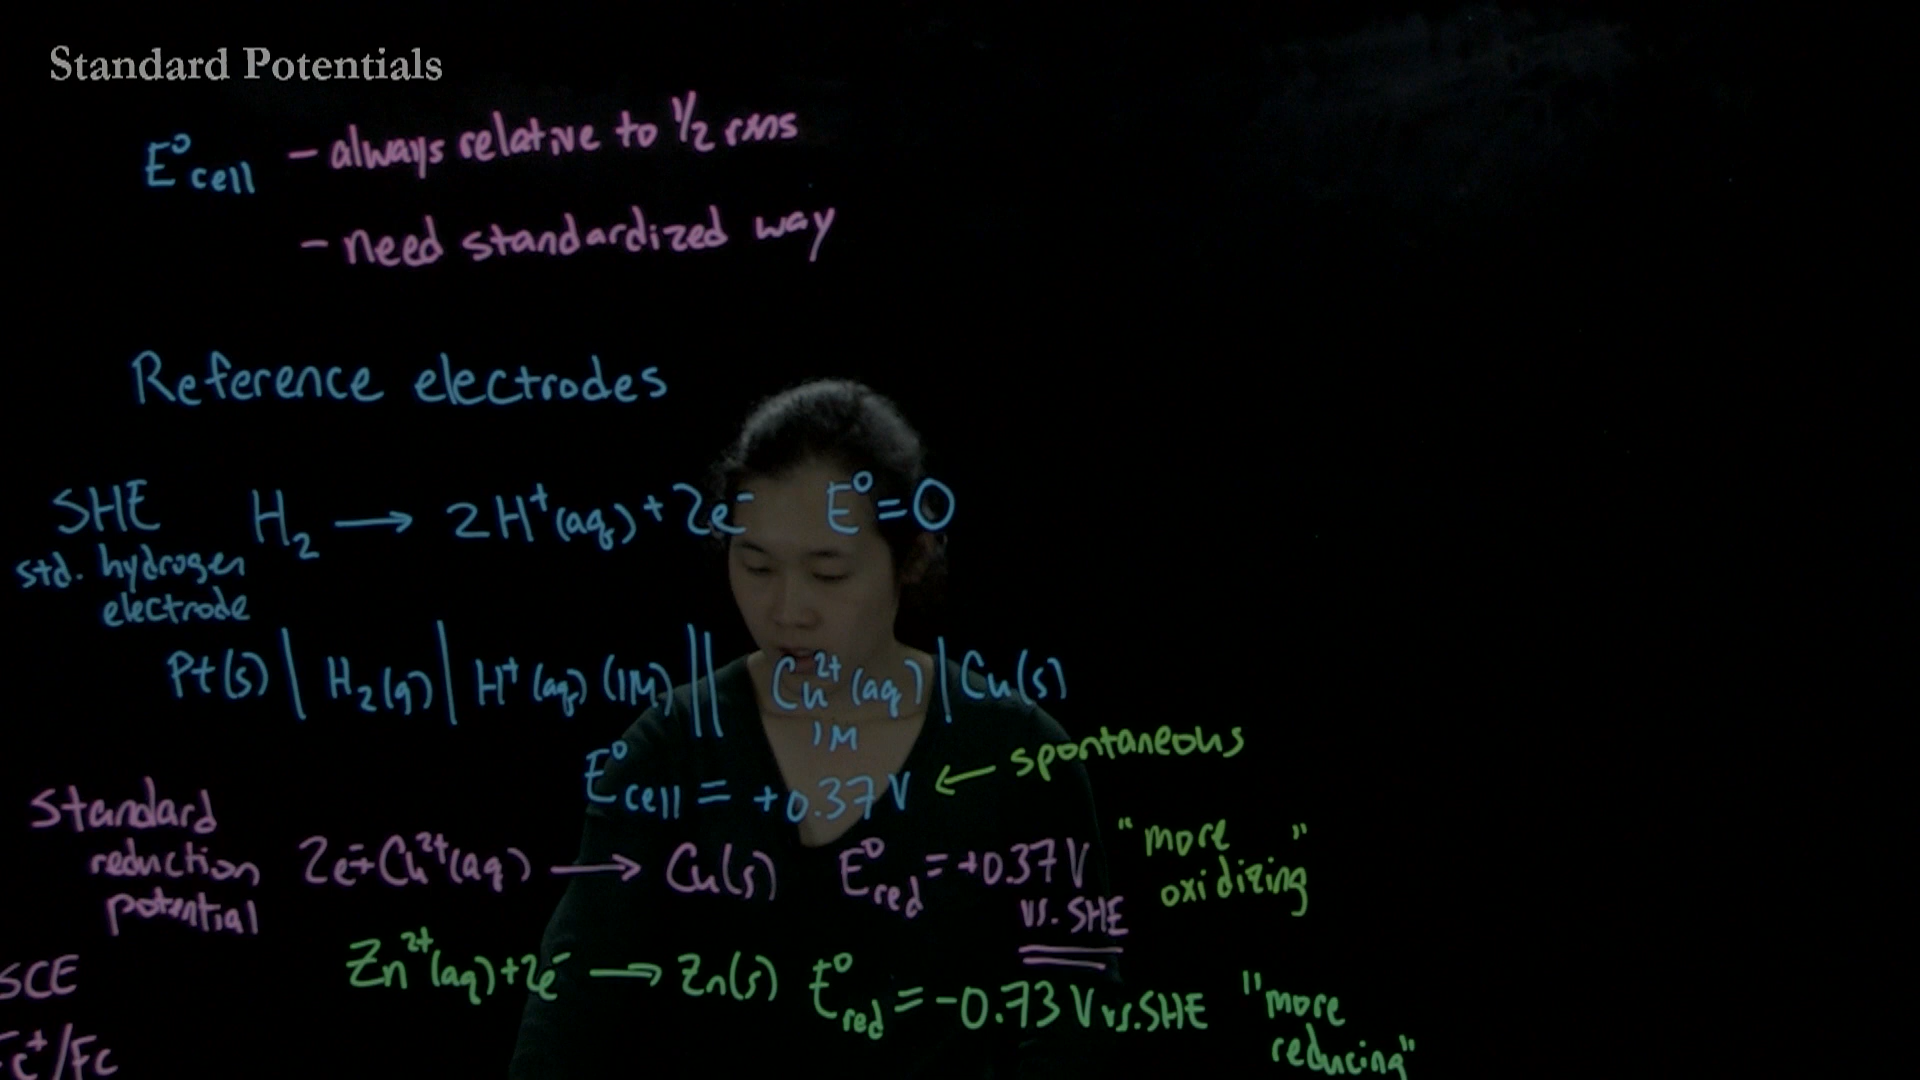 Standard Potentials
E°cell - always relative to 1/2 rxns
- need standardized way
Reference electrodes
SHE H₂ → 2H⁺(aq) + 2e⁻ E° = 0
std. hydrogen
electrode
Pt(s) | H₂(g) | H⁺(aq) (1M) || Cu²⁺(aq) | Cu(s)
1M
E°cell = +0.37 V ← spontaneous
Standard
reduction
potential
2e⁻+Cu²⁺(aq) → Cu(s) E°red = +0.37 V
vs. SHE
"more
oxidizing"
Zn²⁺(aq)+2e⁻ → Zn(s) E°red = -0.73 V vs. SHE
"more
reducing"
SCE
Fc⁺/Fc